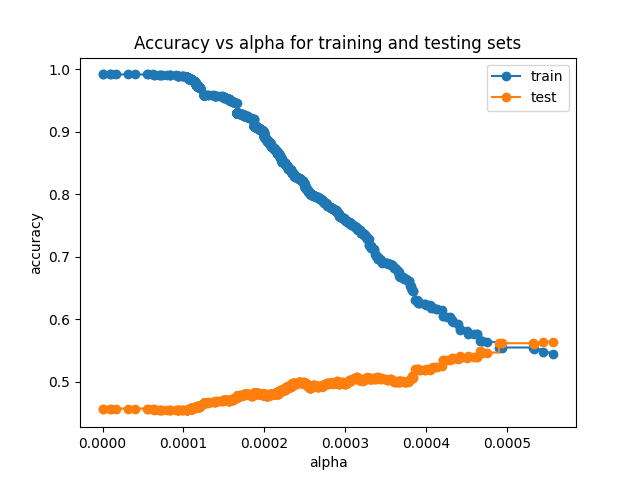 Accuracy vs alpha for training and testing sets
train
test
1.0
0.9
0.8
0.7
0.6
0.5
accuracy
0.0000
0.0001
0.0002
0.0003
0.0004
0.0005
alpha